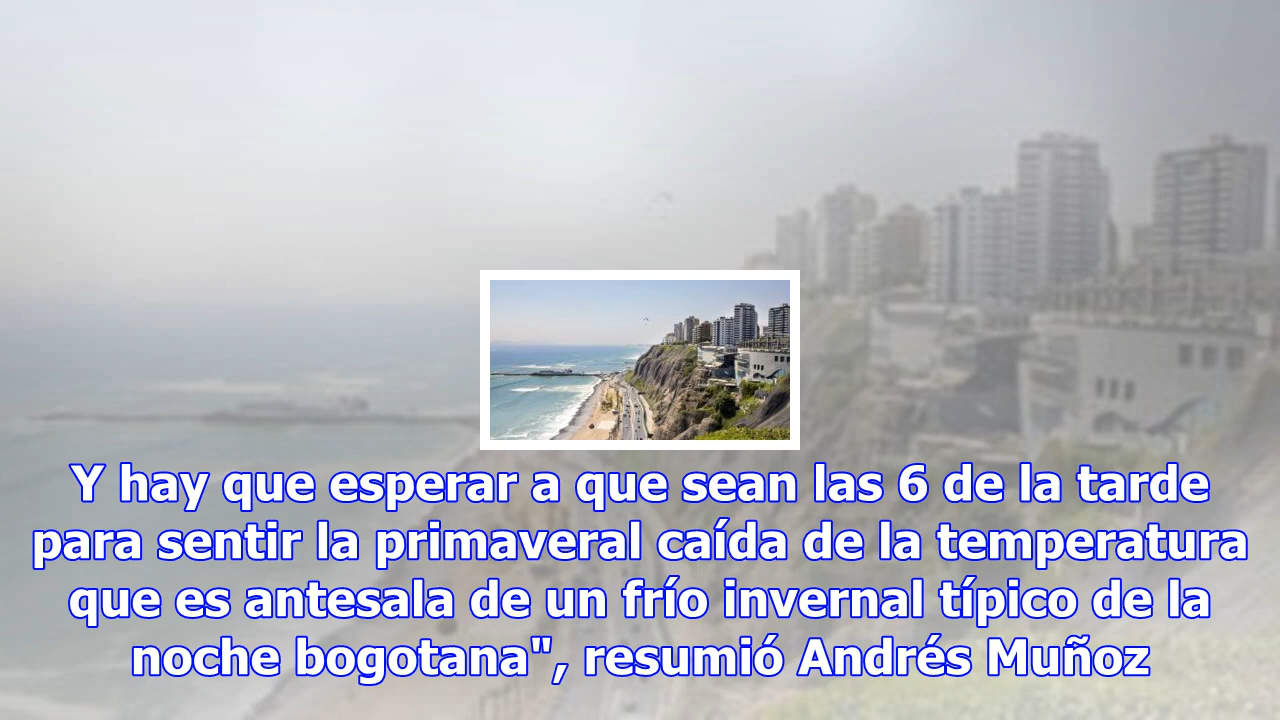 Y hay que esperar a que sean las 6 de la tarde
para sentir la primaveral caída de la temperatura
que es antesala de un frío invernal típico de la
noche bogotana", resumió Andrés Muñoz